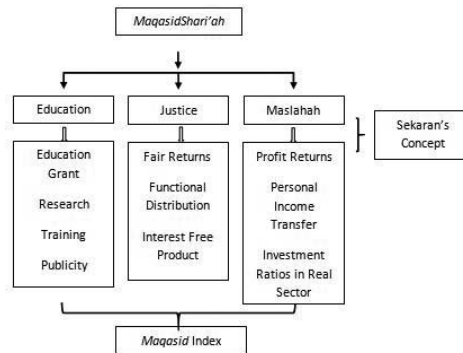 MaqasidShari'ah
Education
Justice
Maslahah
Sekaran's
Concept
Education
Grant
Research
Training
Publicity
Fair Returns
Functional
Distribution
Interest Free
Product
Profit Returns
Personal
Income
Transfer
Investment
Ratios in Real
Sector
Maqasid Index